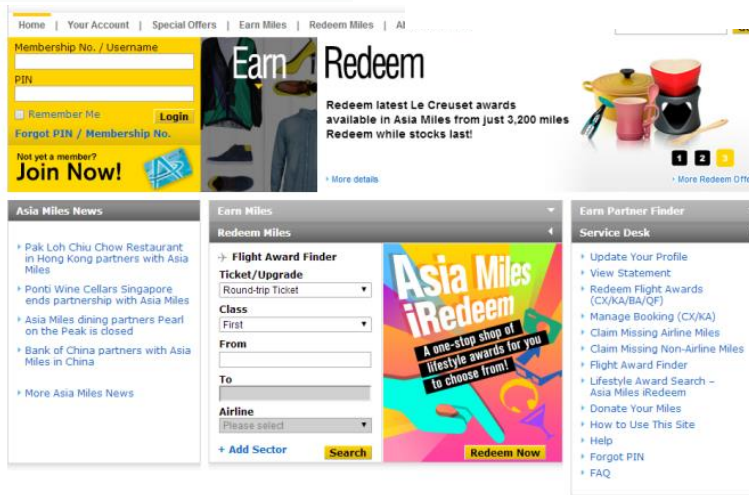 Home | Your Account | Special Offers | Earn Miles | Redeem Miles |
Membership No. / Username
PIN
Remember Me
Login
Forgot PIN / Membership No.
Not yet a member?
Join Now!
Earn
Redeem
Redeem latest Le Creuset awards
available in Asia Miles from just 3,200 miles
Redeem while stocks last!
More details
1 2 3
More Redeem Offe
Asia Miles News
Pak Loh Chiu Chow Restaurant
in Hong Kong partners with Asia
Miles
Ponti Wine Cellars Singapore
ends partnership with Asia Miles
Asia Miles dining partners Pearl
on the Peak is closed
Bank of China partners with Asia
Miles in China
More Asia Miles News
Earn Miles
Redeem Miles
Flight Award Finder
Ticket/Upgrade
Round-trip Ticket
Class
First
From
To
Airline
Please select
+ Add Sector
Search
Asia Miles
iRedeem
A one-stop shop of
lifestyle awards for you
to choose from!
Redeem Now
Earn Partner Finder
Service Desk
Update Your Profile
View Statement
Redeem Flight Awards
(CX/KA/BA/QF)
Manage Booking (CX/KA)
Claim Missing Airline Miles
Claim Missing Non-Airline Miles
Flight Award Finder
Lifestyle Award Search –
Asia Miles iRedeem
Donate Your Miles
How to Use This Site
Help
Forgot PIN
FAQ